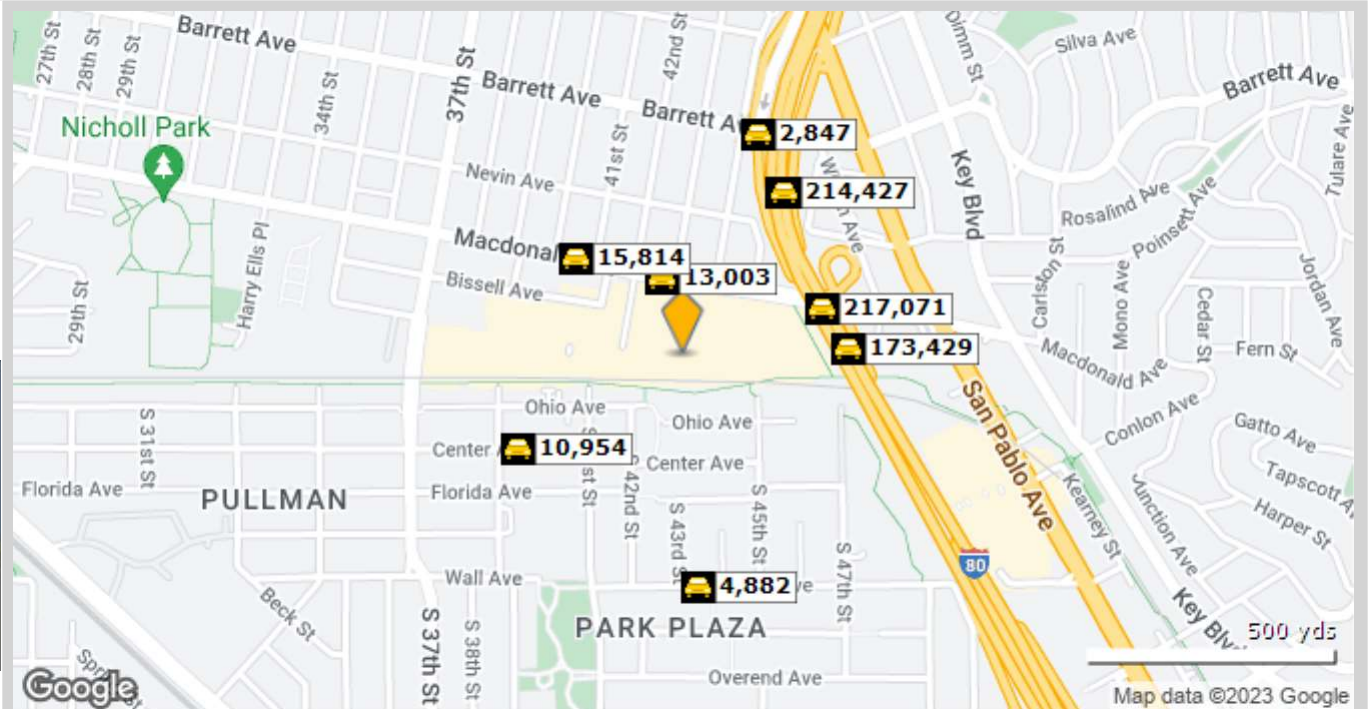 27th St
28th St
29th St
Barrett Ave
34th St
37th St
Barrett Ave
42nd St
Barrett A
Dimm St
Silva Ave
Barrett Ave
Tulare Ave
Nicholl Park
41st St
Nevin Ave
2,847
214,427
Key Blvd
Rosalind Ave
Poinsett Ave
Macdonal
15,814
13,003
Bissell Ave
Harry Ells Pl
29th St
217,071
173,429
Carlston St
Mono Ave
Cedar St
Jordan Ave
Fern St
Macdonald Ave
Conlon Ave
San Pablo Ave
Gatto Ave
Tapscott A
Harper St
Ohio Ave
Ohio Ave
S 31st St
Center
10,954
Center Ave
Florida Ave
PULLMAN
Florida Ave
st St
42nd St
S 43rd St
S 45th St
S 47th St
Kearney St
Junction Ave
80
Wall Ave
4,882
Beck St
S 37th St
S 38th St
PARK PLAZA
Key Blv
500 yds
Overend Ave
Google
Map data ©2023 Google